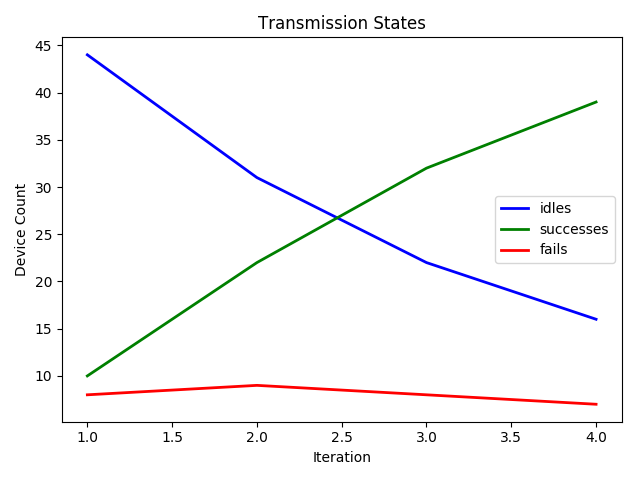 Transmission States
Device Count
45
40
35
30
25
20
15
10
idles
successes
fails
1.0 1.5 2.0 2.5 3.0 3.5 4.0
Iteration